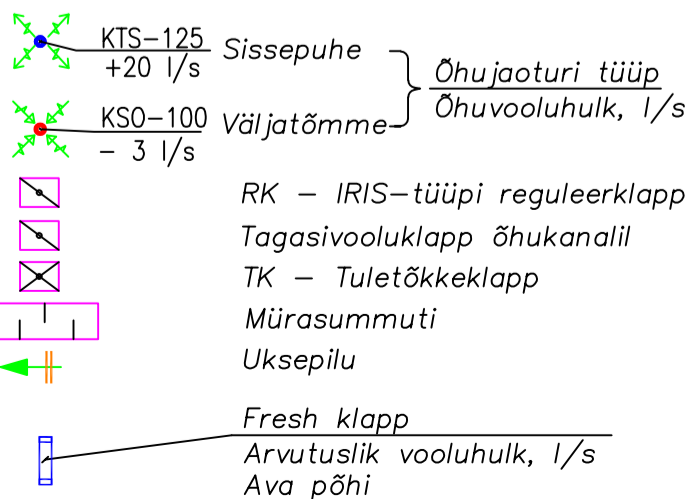 KTS-125 Sissepuhe
+20 l/s
Õhujaoturi tüüp
Õhuvooluhulk, l/s
KSO-100 Väljatõmme
- 3 l/s
RK - IRIS-tüüpi reguleerklapp
Tagasivooluklapp õhukanalil
TK - Tuletõkkeklapp
Mürasummuti
Uksepilu
Fresh klapp
Arvutuslik vooluhulk, l/s
Ava põhi